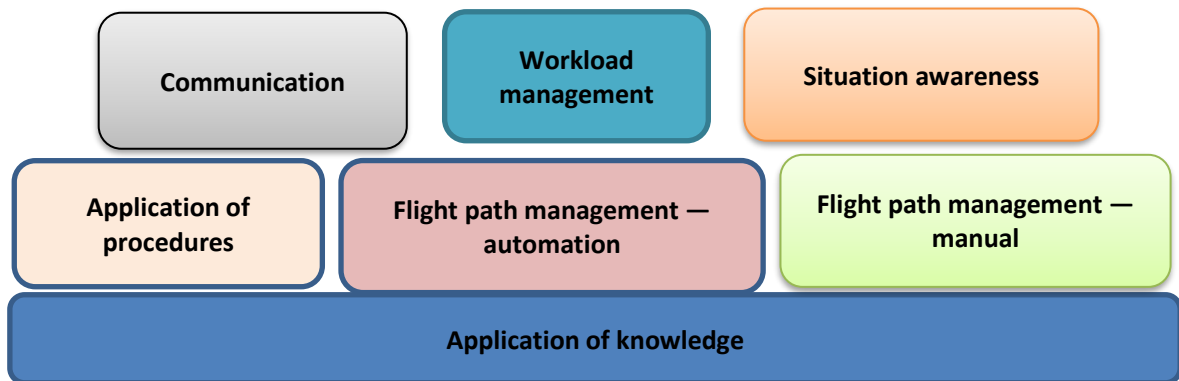 Communication
Workload
management
Situation awareness
Application of
procedures
Flight path management —
automation
Flight path management —
manual
Application of knowledge